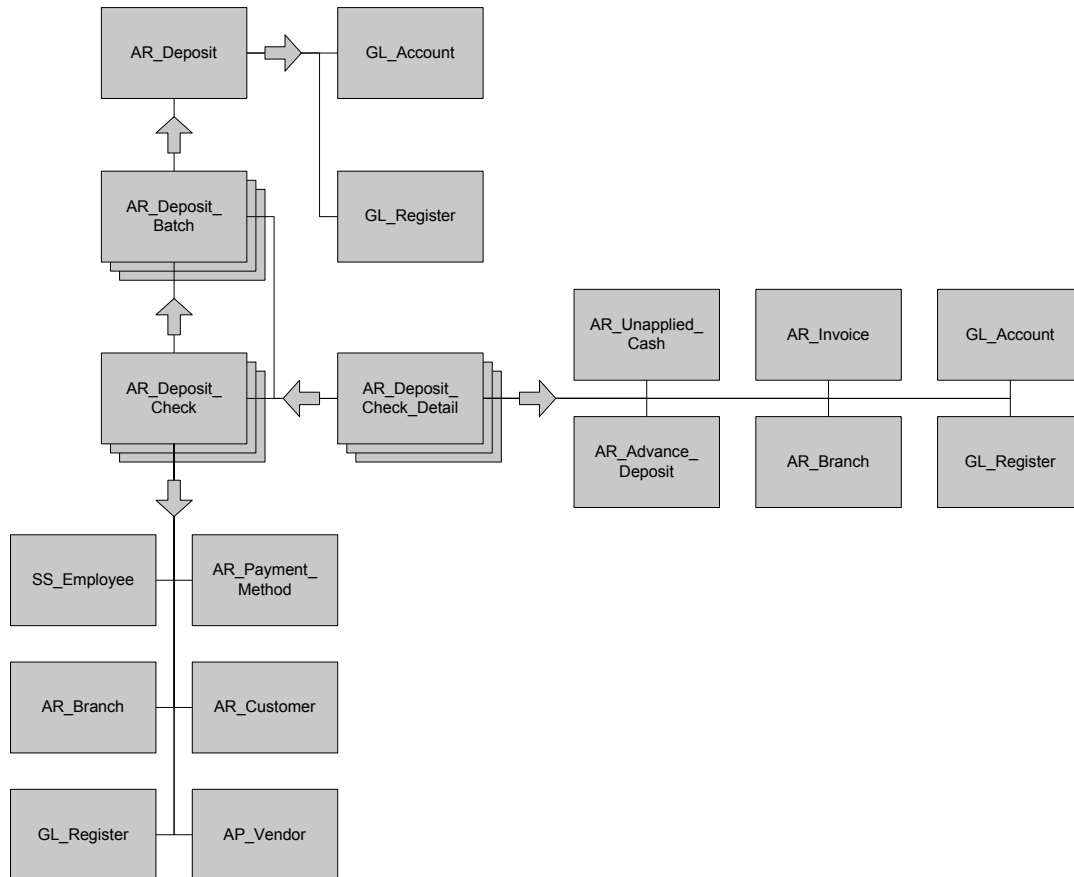 AR_Deposit
GL_Account
AR_Deposit_
Batch
GL_Register
AR_Unapplied_
Cash
AR_Invoice
GL_Account
AR_Deposit_
Check
AR_Deposit_
Check_Detail
AR_Advance_
Deposit
AR_Branch
GL_Register
SS_Employee
AR_Payment_
Method
AR_Branch
AR_Customer
GL_Register
AP_Vendor